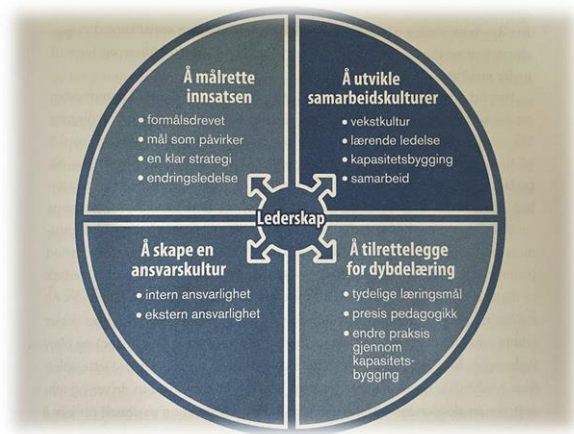 Å målrette
innsatsen
• formålsdrevet
• mål som påvirker
• en klar strategi
• endringsledelse
Å utvikle
samarbeidskulturer
• vekstkultur
• lærende ledelse
• kapasitetsbygging
• samarbeid
Lederskap
Å skape en
ansvarskultur
• intern ansvarlighet
• ekstern ansvarlighet
Å tilrettelegge
for dybdelæring
• tydelige læringsmål
• presis pedagogikk
• endre praksis
gjennom
kapasitets-
bygging